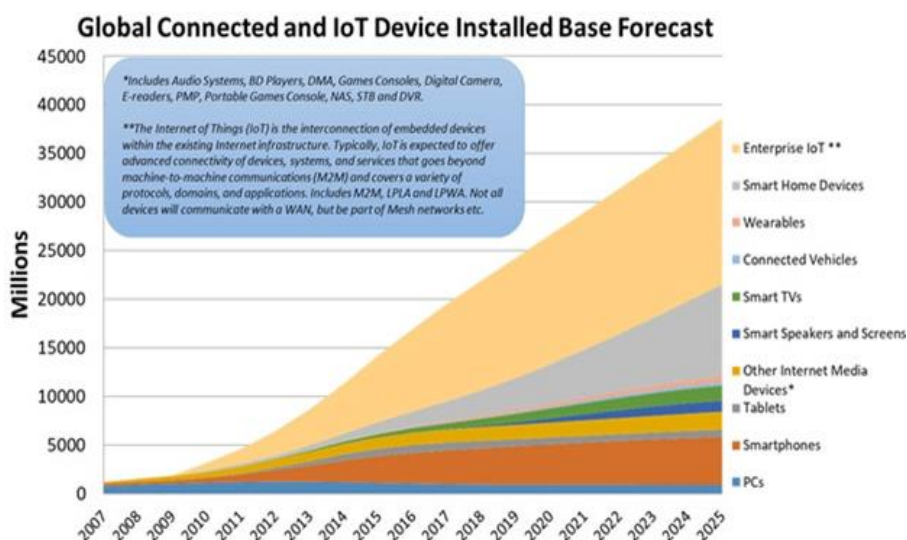 Global Connected and IoT Device Installed Base Forecast
45000
40000
35000
30000
25000
20000
15000
10000
5000
0
Millions
*Includes Audio Systems, BD Players, DMA, Games Consoles, Digital Camera,
E-readers, PMP, Portable Games Console, NAS, STB and DVR.
**The Internet of Things (IoT) is the interconnection of embedded devices
within the existing Internet infrastructure. Typically, IoT is expected to offer
advanced connectivity of devices, systems, and services that goes beyond
machine-to-machine communications (M2M) and covers a variety of
protocols, domains, and applications. Includes M2M, LPLA and LPWA. Not all
devices will communicate with a WAN, but be part of Mesh networks etc.
Enterprise IoT **
Smart Home Devices
Wearables
Connected Vehicles
Smart TVs
Smart Speakers and Screens
Other Internet Media
Devices*
Tablets
Smartphones
PCs
2007
2008
2009
2010
2011
2012
2013
2014
2015
2016
2017
2018
2019
2020
2021
2022
2023
2024
2025